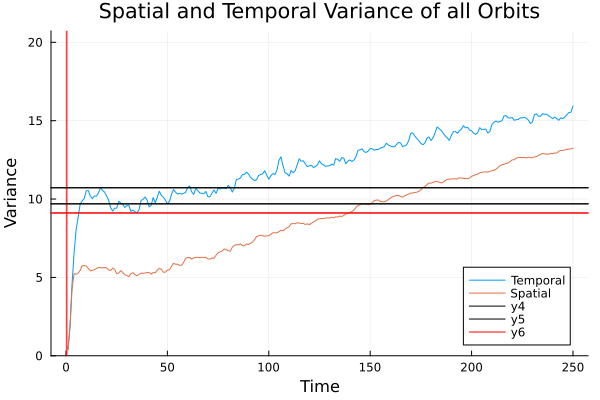 Spatial and Temporal Variance of all Orbits
20
15
10
5
0
Variance
0 50 100 150 200 250
Time
Temporal
Spatial
y4
y5
y6